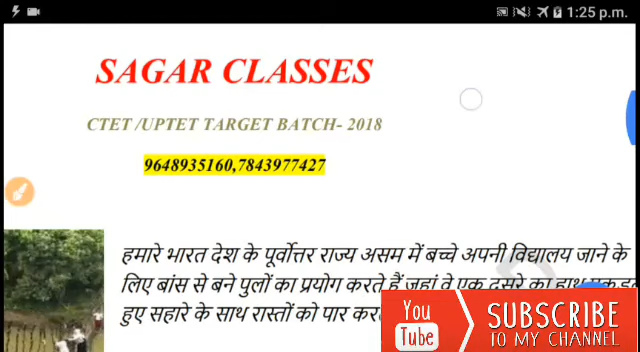 1:25 p.m.
SAGAR CLASSES
CTET /UPTET TARGET BATCH- 2018
9648935160,7843977427
हमारे भारत देश के पूर्वोत्तर राज्य असम में बच्चे अपनी विद्यालय जाने के
लिए बांस से बने पुलों का प्रयोग करते हैं जहां वे एक दूसरे का हाथ
हुए सहारे के साथ रास्तों को पार
You Tube
SUBSCRIBE
TO MY CHANNEL